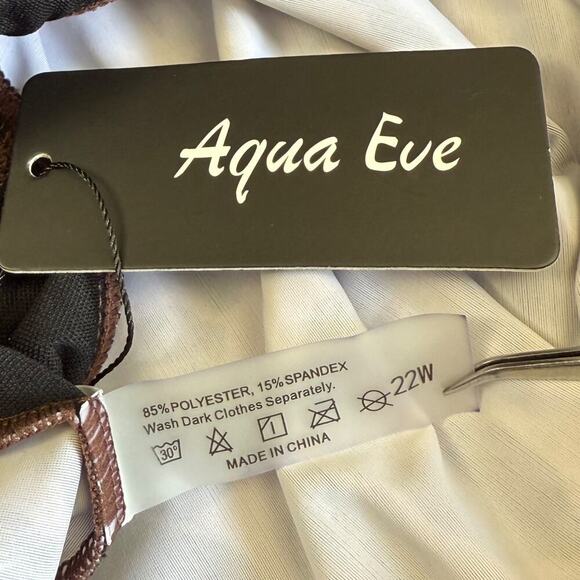 Aqua Eve
85% POLYESTER, 15% SPANDEX
Wash Dark Clothes Separately.
30° 22W
MADE IN CHINA